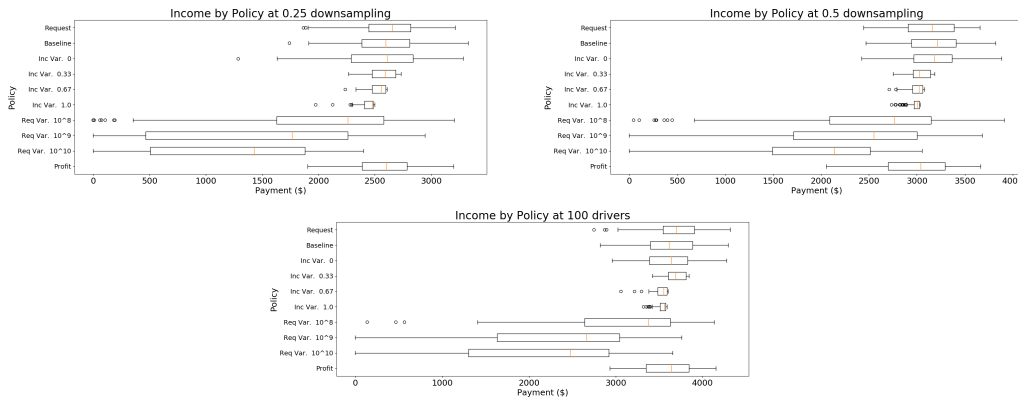 Income by Policy at 0.25 downsampling
Policy
Request
Baseline
Inc Var. 0
Inc Var. 0.33
Inc Var. 0.67
Inc Var. 1.0
Req Var. 10^8
Req Var. 10^9
Req Var. 10^10
Profit
0 500 1000 1500 2000 2500 3000
Payment ($)
Income by Policy at 0.5 downsampling
Policy
Request
Baseline
Inc Var. 0
Inc Var. 0.33
Inc Var. 0.67
Inc Var. 1.0
Req Var. 10^8
Req Var. 10^9
Req Var. 10^10
Profit
0 500 1000 1500 2000 2500 3000 3500 4000
Payment ($)
Income by Policy at 100 drivers
Policy
Request
Baseline
Inc Var. 0
Inc Var. 0.33
Inc Var. 0.67
Inc Var. 1.0
Req Var. 10^8
Req Var. 10^9
Req Var. 10^10
Profit
0 1000 2000 3000 4000
Payment ($)